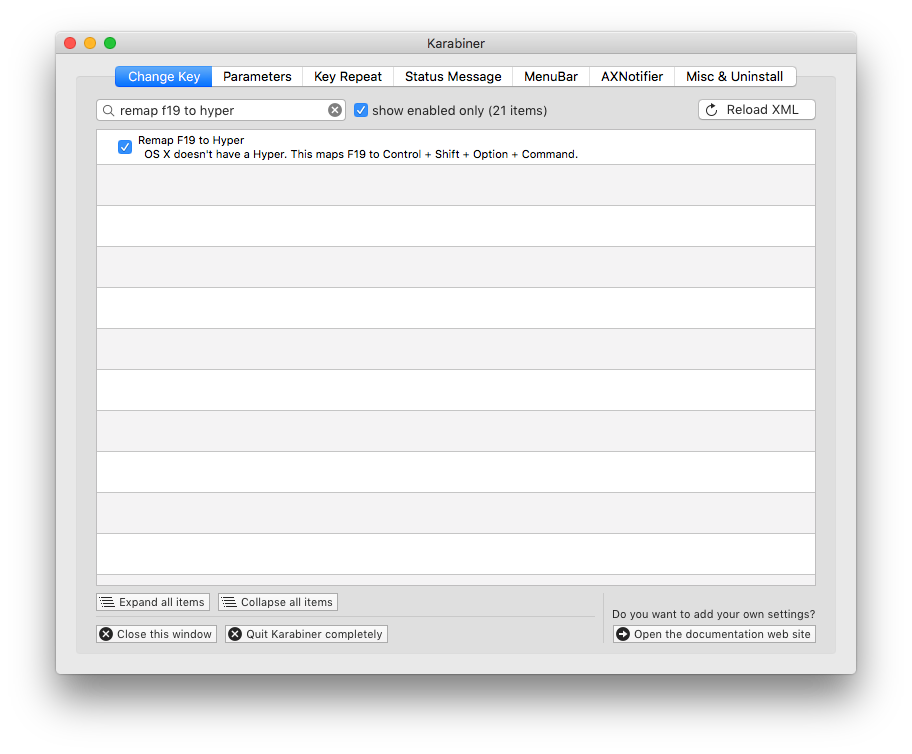 Karabiner
Change Key Parameters Key Repeat Status Message MenuBar AXNotifier Misc & Uninstall
remap f19 to hyper show enabled only (21 items) Reload XML
Remap F19 to Hyper
OS X doesn't have a Hyper. This maps F19 to Control + Shift + Option + Command.
Expand all items Collapse all items
Do you want to add your own settings?
Close this window Quit Karabiner completely Open the documentation web site